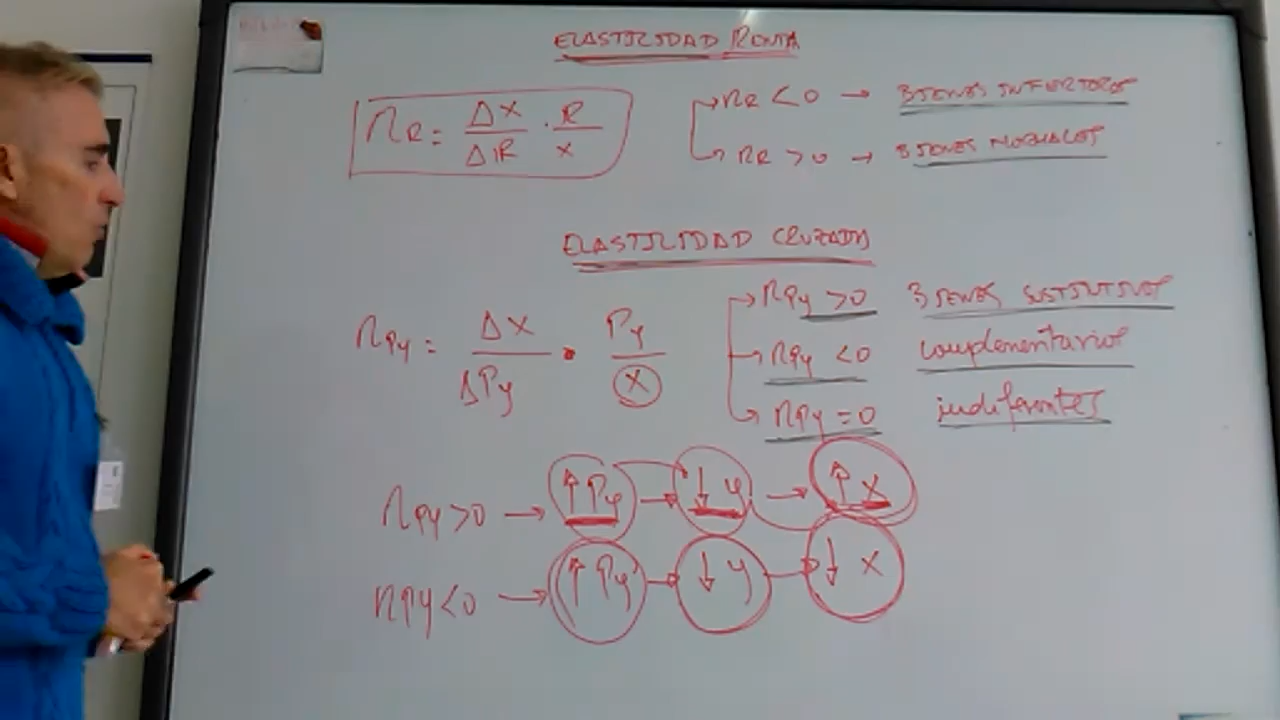 ELASTICIDAD RENTA
ηR = ΔX/ΔR · R/X
ηR < 0 → BIENES INFERIORES
ηR > 0 → BIENES NORMALES
ELASTICIDAD CRUZADA
ηPy = ΔX/ΔPy · Py/X
ηPy > 0 BIENES SUSTITUTIVOS
ηPy < 0 complementarios
ηPy = 0 indiferentes
ηPy > 0 → ↑ Py → ↓ y → ↑ X
ηPy < 0 → ↑ Py → ↓ y → ↓ X